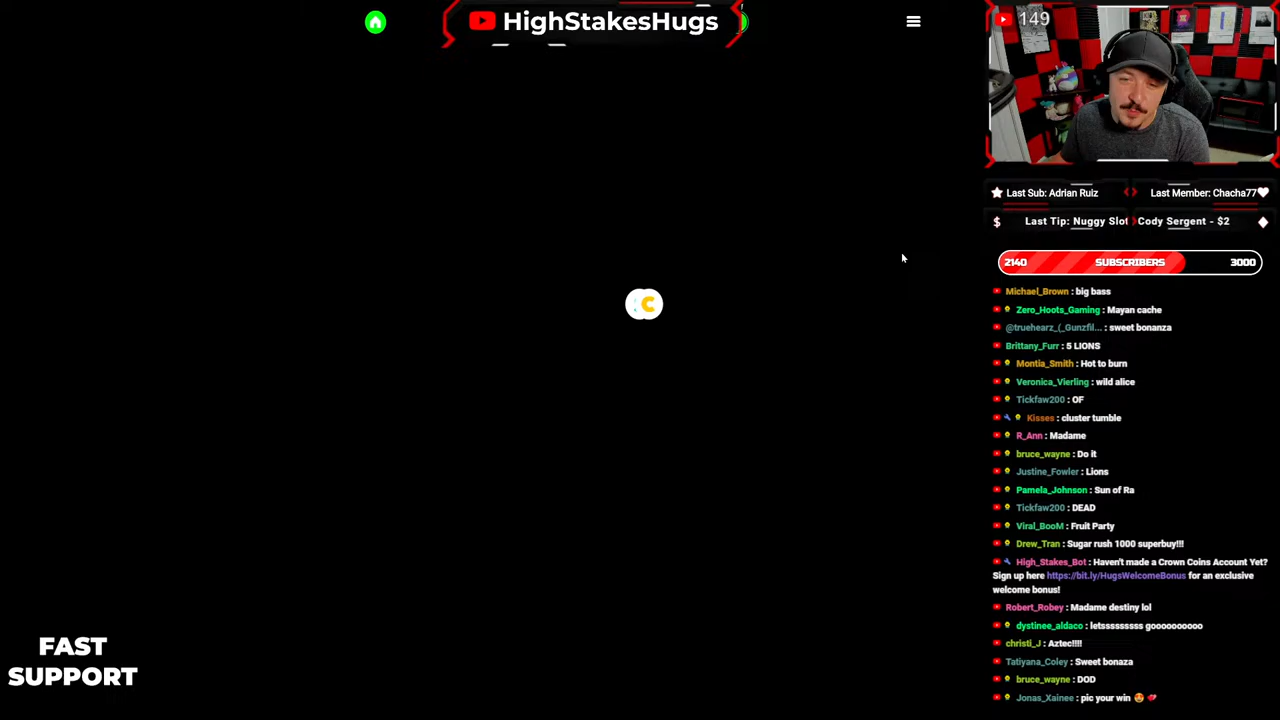 HighStakesHugs
149
Last Sub: Adrian Ruiz
Last Member: Chacha77
Last Tip: Nuggy Slot
Cody Sergent - $2
2140 SUBSCRIBERS 3000
Michael_Brown : big bass
Zero_Hoots_Gaming : Mayan cache
@truehearz_(_Gunzfil... : sweet bonanza
Brittany_Furr : 5 LIONS
Montia_Smith : Hot to burn
Veronica_Vierling : wild alice
Tickfaw200 : OF
Kisses : cluster tumble
R_Ann : Madame
bruce_wayne : Do it
Justine_Fowler : Lions
Pamela_Johnson : Sun of Ra
Tickfaw200 : DEAD
Viral_BooM : Fruit Party
Drew_Tran : Sugar rush 1000 superbuy!!!
High_Stakes_Bot : Haven't made a Crown Coins Account Yet?
Sign up here https://bit.ly/HugsWelcomeBonus for an exclusive
welcome bonus!
Robert_Robey : Madame destiny lol
dystinee_aldaco : letsssssssss goooooooooo
christi_J : Aztec!!!!
Tatiyana_Coley : Sweet bonaza
bruce_wayne : DOD
Jonas_Xainee : pic your win 😍 💓
C
FAST
SUPPORT